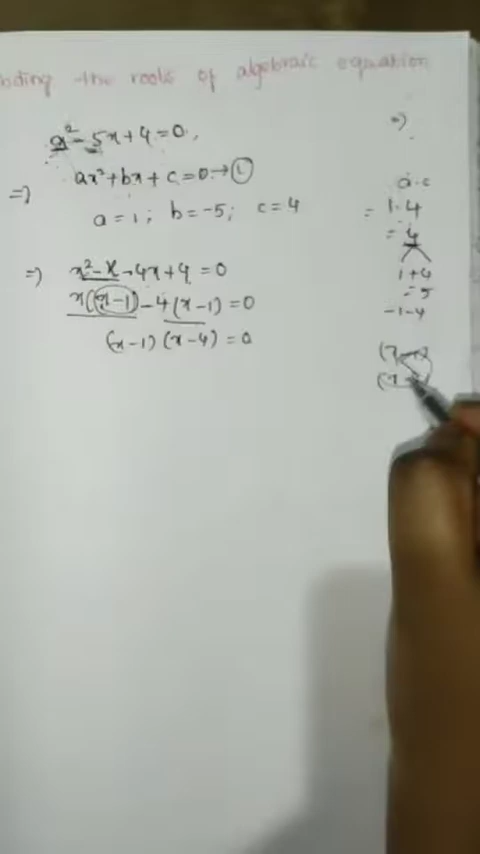 the roots of algebraic equation
x² - 5x + 4 = 0,
=) ax² + bx + c = 0 → ①
a = 1 ; b = -5 ; c = 4
=) x² - x - 4x + 4 = 0
x(x-1) - 4(x-1) = 0
(x-1) (x-4) = 0
=)
a.c
= 1.4
= 4
1+4
= 5
-1-4